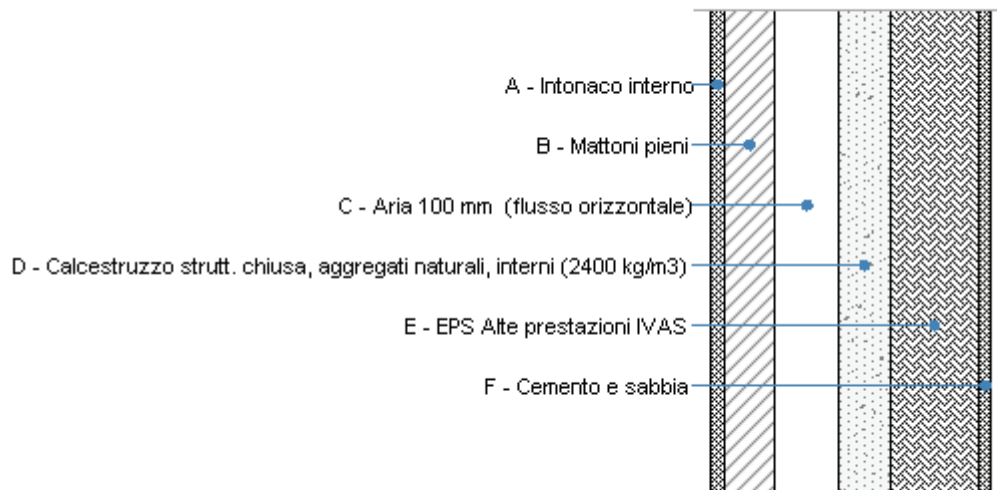 A - Intonaco interno
B - Mattoni pieni
C - Aria 100 mm  (flusso orizzontale)
D - Calcestruzzo strutt. chiusa, aggregati naturali, interni (2400 kg/m3)
E - EPS Alte prestazioni IVAS
F - Cemento e sabbia